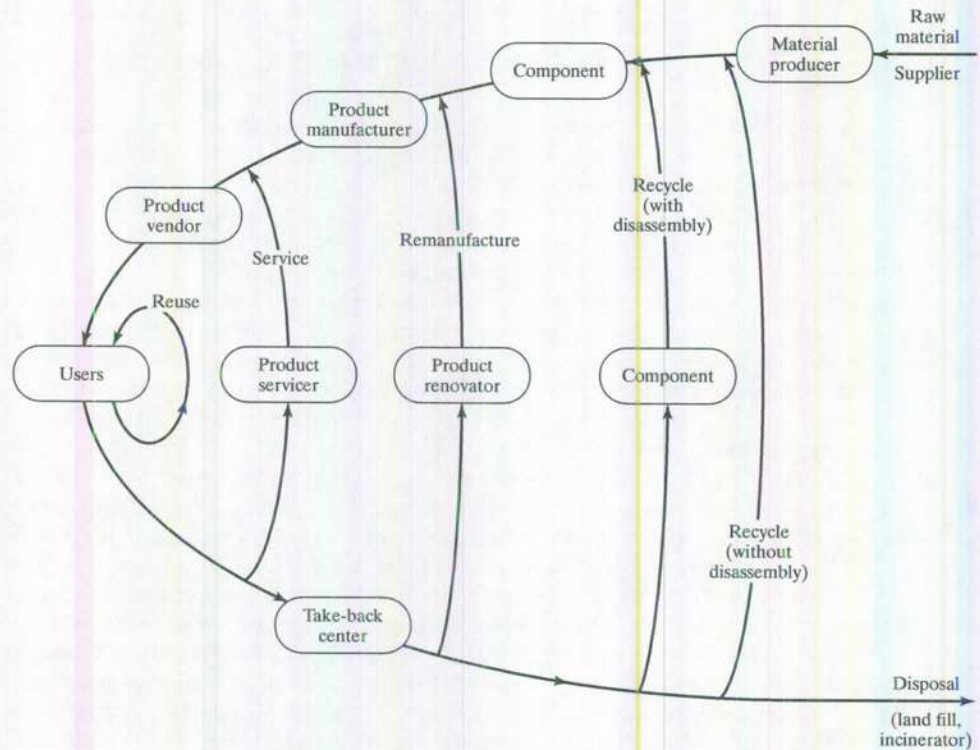 Raw
material
Supplier
Material
producer
Component
Product
manufacturer
Product
vendor
Recycle
(with
disassembly)
Remanufacture
Service
Reuse
Users
Product
servicer
Product
renovator
Component
Recycle
(without
disassembly)
Take-back
center
Disposal
(land fill,
incinerator)